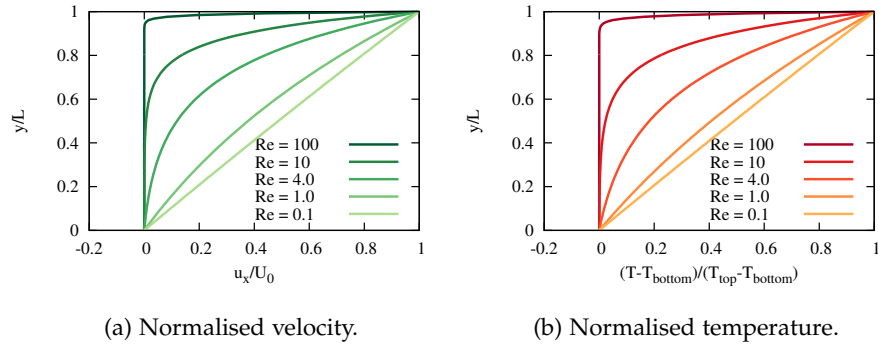 1
0.8
0.6
0.4
0.2
0
y/L
Re = 100
Re = 10
Re = 4.0
Re = 1.0
Re = 0.1
-0.2 0 0.2 0.4 0.6 0.8 1
u_x/U_0
(a) Normalised velocity.
1
0.8
0.6
0.4
0.2
0
y/L
Re = 100
Re = 10
Re = 4.0
Re = 1.0
Re = 0.1
-0.2 0 0.2 0.4 0.6 0.8 1
(T-T_bottom)/(T_top-T_bottom)
(b) Normalised temperature.